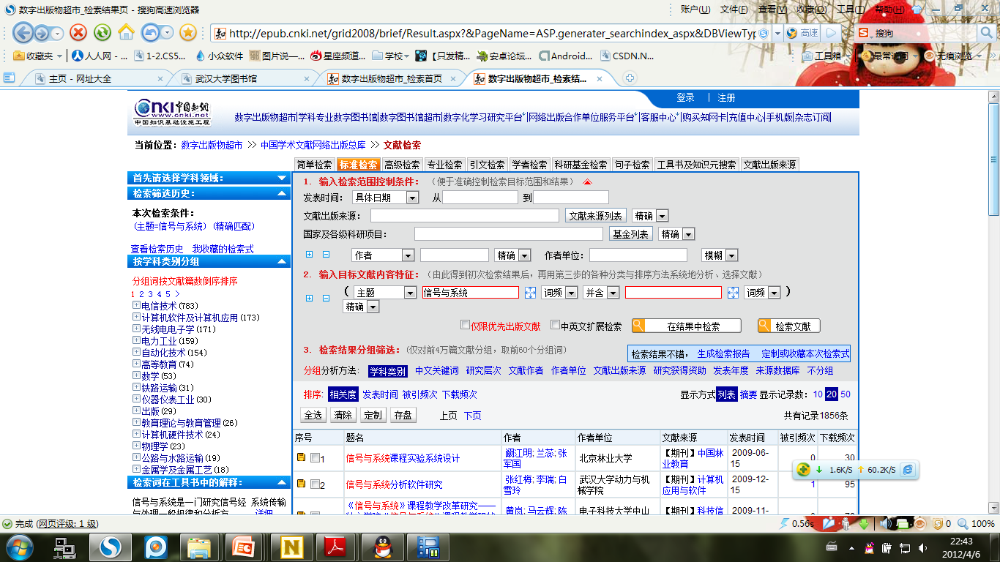 数字出版物超市_检索结果页 - 搜狗高速浏览器
账户(U) 文件(F) 查看(V) 收藏(O) 工具(T) 帮助(H)
http://epub.cnki.net/grid2008/brief/Result.aspx?&PageName=ASP.generater_searchindex_aspx&DBViewTyp 高速 搜狗
收藏夹 人人网 - ... 1-2.CS5... 小众软件 图片说—... 星座频道... 学校 【只发精... 安卓论坛... Android... CSDN.N... 工具箱 最常访问 无痕浏览
主页 - 网址大全 武汉大学图书馆 数字出版物超市_检索首页 数字出版物超市_检索结...
登录 | 注册
cnki 中国知网
www.cnki.net
中国知识基础设施工程
数字出版物超市|学科专业数字图书馆|数字图书馆超市|数字化学习研究平台|网络出版合作单位服务平台|客服中心|购买知网卡|充值中心|手机版|杂志订阅|
当前位置：数字出版物超市 >> 中国学术文献网络出版总库 >> 文献检索
简单检索 标准检索 高级检索 专业检索 引文检索 学者检索 科研基金检索 句子检索 工具书及知识元搜索 文献出版来源
首先请选择学科领域：
检索筛选历史：
本次检索条件：
(主题=信号与系统) (精确匹配)
查看检索历史 我收藏的检索式
按学科类别分组
分组词按文献篇数倒序排序
1 2 3 4 5 >
电信技术(783)
计算机软件及计算机应用(173)
无线电电子学(171)
电力工业(159)
自动化技术(154)
高等教育(74)
数学(53)
铁路运输(31)
仪器仪表工业(30)
出版(29)
教育理论与教育管理(26)
计算机硬件技术(24)
物理学(23)
公路与水路运输(19)
金属学及金属工艺(18)
检索词在工具书中的解释：
信号与系统是一门研究信号经 系统传输
1. 输入检索范围控制条件：（便于准确控制检索目标范围和结果）
发表时间： 具体日期 从 到
文献出版来源： 文献来源列表 精确
国家及各级科研项目： 基金列表 精确
作者 精确 作者单位： 模糊
2. 输入目标文献内容特征：（由此得到初次检索结果后，再用第三步的各种分类与排序方法系统地分析、选择文献）
( 主题 信号与系统 词频 并含 词频 )
精确
仅限优先出版文献 中英文扩展检索 在结果中检索 检索文献
3. 检索结果分组筛选：（仅对前4万篇文献分组，取前60个分组词）
检索结果不错， 生成检索报告 定制或收藏本次检索式
分组分析方法： 学科类别 中文关键词 研究层次 文献作者 作者单位 文献出版来源 研究获得资助 发表年度 来源数据库 不分组
排序: 相关度 发表时间 被引频次 下载频次 显示方式 列表 摘要 显示记录数: 10 20 50
全选 清除 定制 存盘 上页 下页 共有记录1856条
序号 题名 作者 作者单位 文献来源 发表时间 被引频次 下载频次
1 信号与系统课程实验系统设计 阚江明; 兰蕊; 张军国 北京林业大学 【期刊】中国林业教育 2009-06-15 0 30
2 信号与系统分析软件研究 张红梅; 李瑞; 白雪玲 武汉大学动力与机械学院 【期刊】计算机应用与软件 2009-12-15 1 95
《信号与系统》课程教学改革研究—— 黄岚; 马云辉; 陈 电子科技大学中山 【期刊】科技信 2009-11-
1.6K/S 60.2K/S
完成 (网页评级: 1 级) 0.56s 0 100%
22:43
2012/4/6